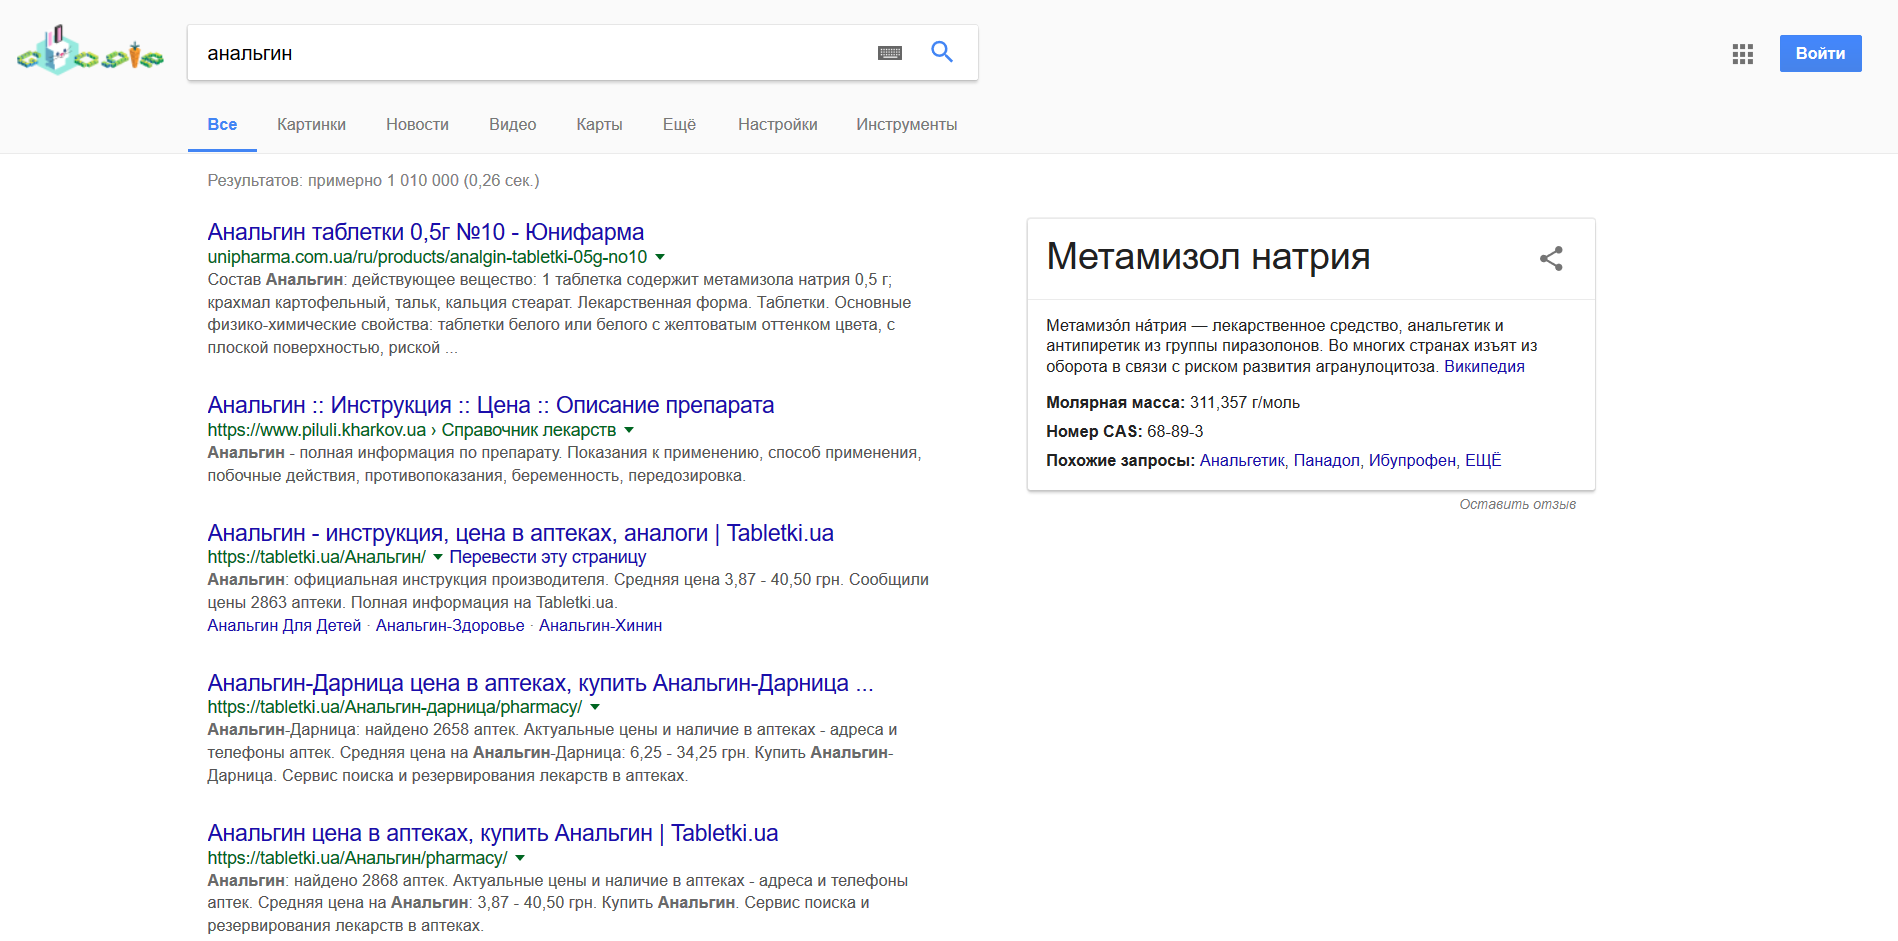 анальгин
Войти
Все Картинки Новости Видео Карты Ещё Настройки Инструменты
Результатов: примерно 1 010 000 (0,26 сек.)
Анальгин таблетки 0,5г №10 - Юнифарма
unipharma.com.ua/ru/products/analgin-tabletki-05g-no10
Состав Анальгин: действующее вещество: 1 таблетка содержит метамизола натрия 0,5 г;
крахмал картофельный, тальк, кальция стеарат. Лекарственная форма. Таблетки. Основные
физико-химические свойства: таблетки белого или белого с желтоватым оттенком цвета, с
плоской поверхностью, риской ...
Анальгин :: Инструкция :: Цена :: Описание препарата
https://www.piluli.kharkov.ua › Справочник лекарств
Анальгин - полная информация по препарату. Показания к применению, способ применения,
побочные действия, противопоказания, беременность, передозировка.
Анальгин - инструкция, цена в аптеках, аналоги | Tabletki.ua
https://tabletki.ua/Анальгин/ Перевести эту страницу
Анальгин: официальная инструкция производителя. Средняя цена 3,87 - 40,50 грн. Сообщили
цены 2863 аптеки. Полная информация на Tabletki.ua.
Анальгин Для Детей · Анальгин-Здоровье · Анальгин-Хинин
Анальгин-Дарница цена в аптеках, купить Анальгин-Дарница ...
https://tabletki.ua/Анальгин-дарница/pharmacy/
Анальгин-Дарница: найдено 2658 аптек. Актуальные цены и наличие в аптеках - адреса и
телефоны аптек. Средняя цена на Анальгин-Дарница: 6,25 - 34,25 грн. Купить Анальгин-
Дарница. Сервис поиска и резервирования лекарств в аптеках.
Анальгин цена в аптеках, купить Анальгин | Tabletki.ua
https://tabletki.ua/Анальгин/pharmacy/
Анальгин: найдено 2868 аптек. Актуальные цены и наличие в аптеках - адреса и телефоны
аптек. Средняя цена на Анальгин: 3,87 - 40,50 грн. Купить Анальгин. Сервис поиска и
резервирования лекарств в аптеках.
Метамизол натрия
Метамизо́л на́трия — лекарственное средство, анальгетик и
антипиретик из группы пиразолонов. Во многих странах изъят из
оборота в связи с риском развития агранулоцитоза. Википедия
Молярная масса: 311,357 г/моль
Номер CAS: 68-89-3
Похожие запросы: Анальгетик, Панадол, Ибупрофен, ЕЩЁ
Оставить отзыв